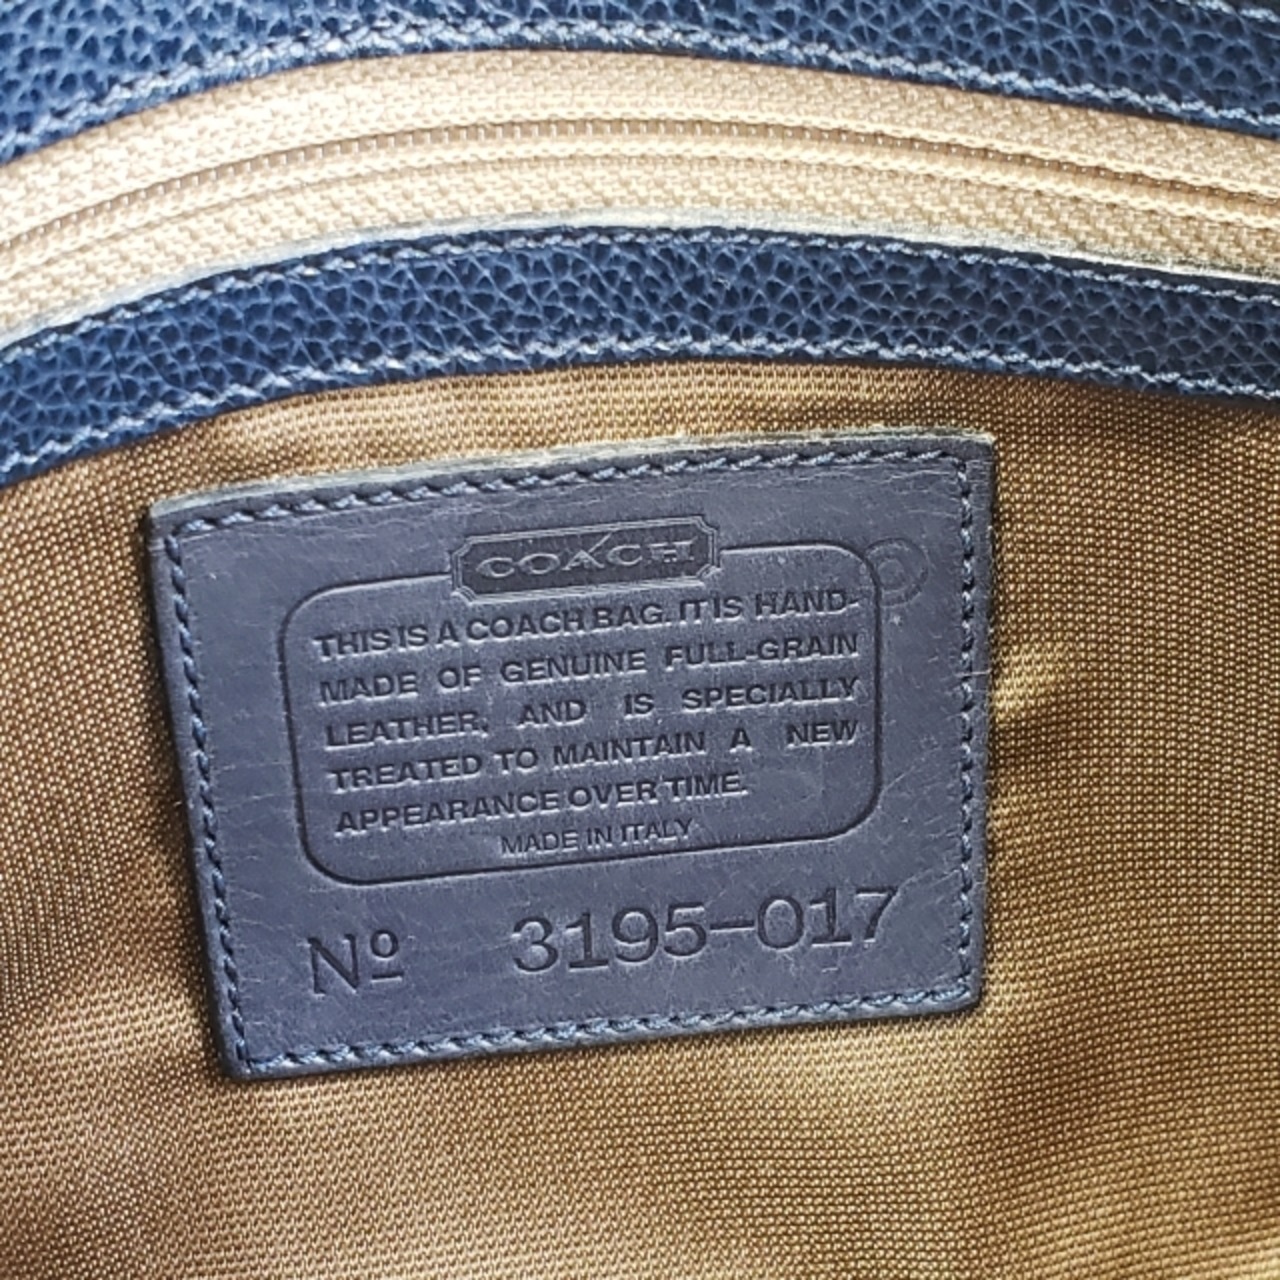 COACH
THIS IS A COACH BAG. IT IS HAND-
MADE OF GENUINE FULL-GRAIN
LEATHER, AND IS SPECIALLY
TREATED TO MAINTAIN A NEW
APPEARANCE OVER TIME.
MADE IN ITALY
Nº 3195-017